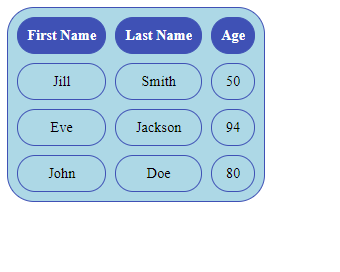 First Name Last Name Age
Jill Smith 50
Eve Jackson 94
John Doe 80